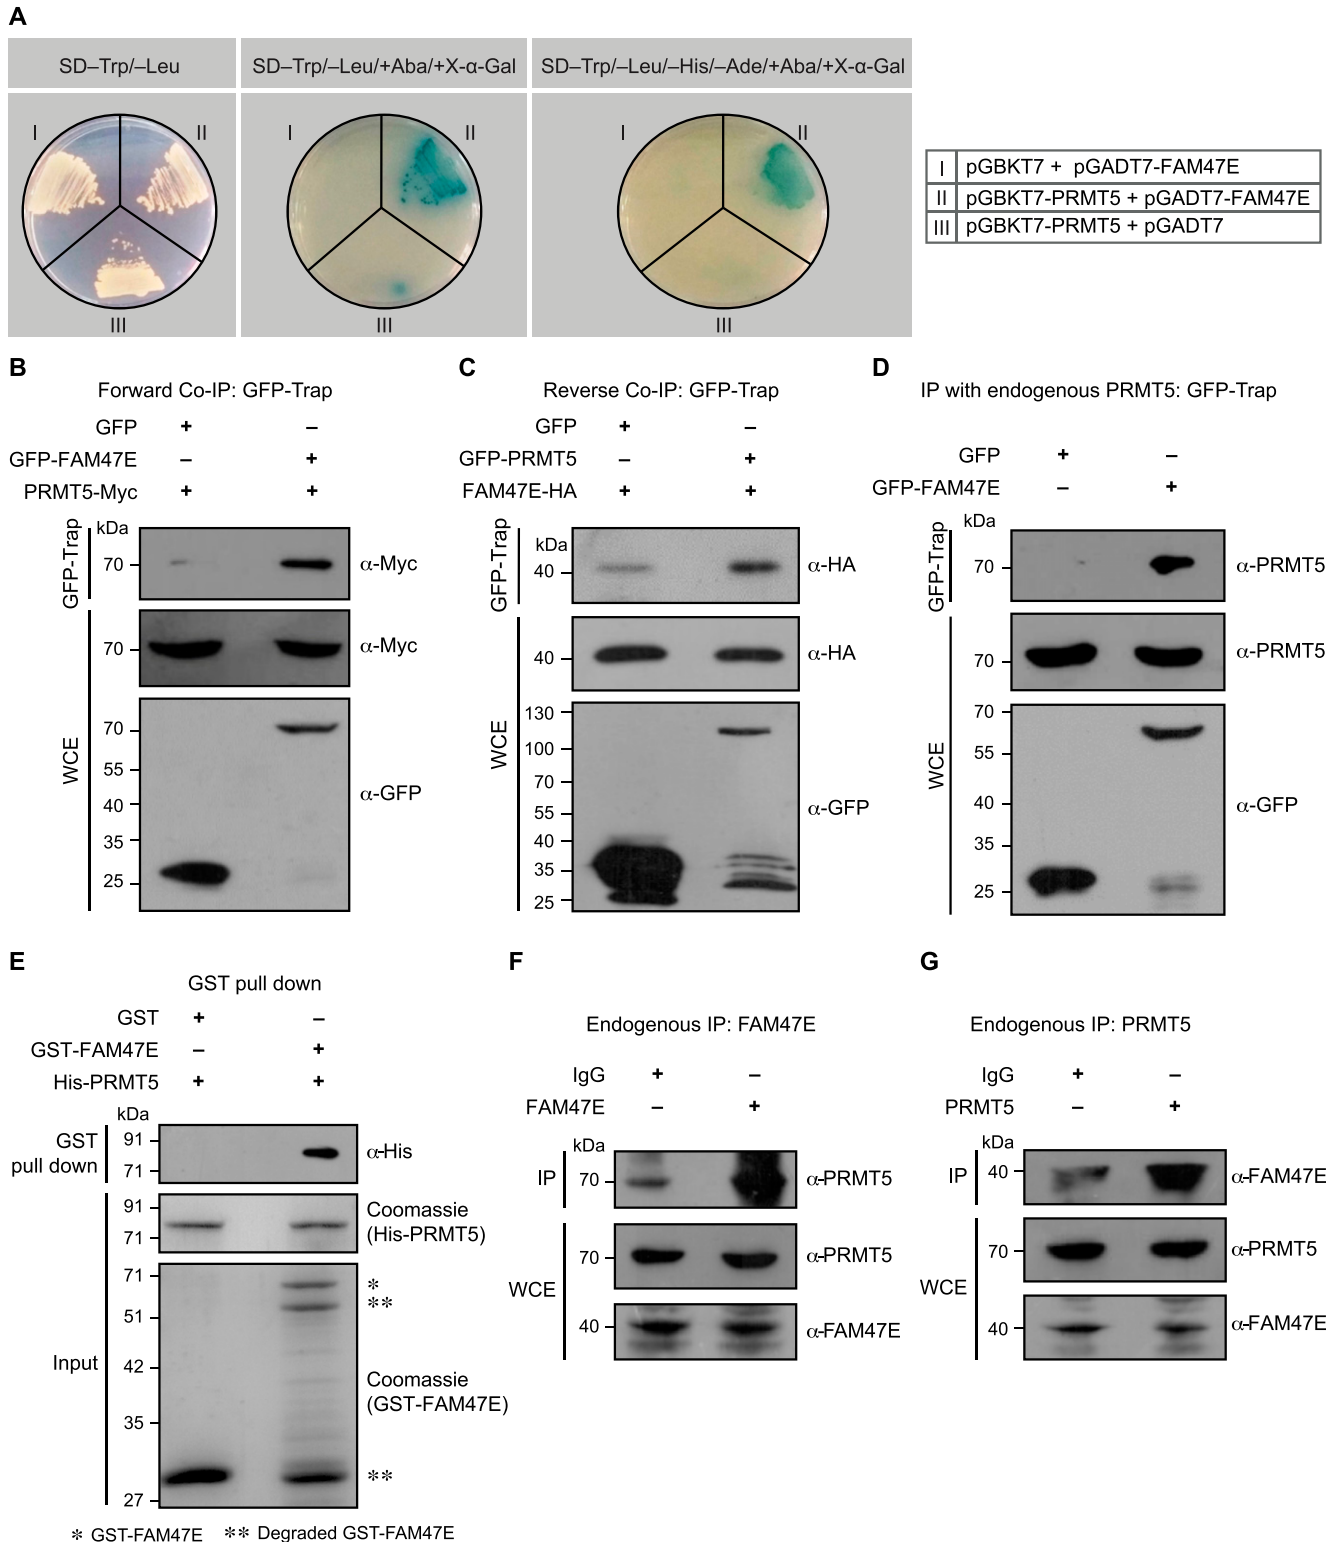 A
SD–Trp/–Leu
SD–Trp/–Leu/+Aba/+X-α-Gal
SD–Trp/–Leu/–His/–Ade/+Aba/+X-α-Gal
I
II
III
I
II
III
I
II
III
I pGBKT7 + pGADT7-FAM47E
II pGBKT7-PRMT5 + pGADT7-FAM47E
III pGBKT7-PRMT5 + pGADT7
B
Forward Co-IP: GFP-Trap
GFP + –
GFP-FAM47E – +
PRMT5-Myc + +
kDa
GFP-Trap
70
α-Myc
WCE
70
α-Myc
70
55
40
35
25
α-GFP
C
Reverse Co-IP: GFP-Trap
GFP + –
GFP-PRMT5 – +
FAM47E-HA + +
kDa
GFP-Trap
40
α-HA
WCE
40
α-HA
130
100
70
55
40
35
25
α-GFP
D
IP with endogenous PRMT5: GFP-Trap
GFP + –
GFP-FAM47E – +
kDa
GFP-Trap
70
α-PRMT5
WCE
70
α-PRMT5
70
55
40
35
25
α-GFP
E
GST pull down
GST + –
GST-FAM47E – +
His-PRMT5 + +
kDa
GST
pull down
91
71
α-His
Input
91
71
Coomassie
(His-PRMT5)
71
51
42
35
27
*
**
Coomassie
(GST-FAM47E)
**
* GST-FAM47E ** Degraded GST-FAM47E
F
Endogenous IP: FAM47E
IgG + –
FAM47E – +
kDa
IP
70
α-PRMT5
WCE
70
α-PRMT5
40
α-FAM47E
G
Endogenous IP: PRMT5
IgG + –
PRMT5 – +
kDa
IP
40
α-FAM47E
WCE
70
α-PRMT5
40
α-FAM47E